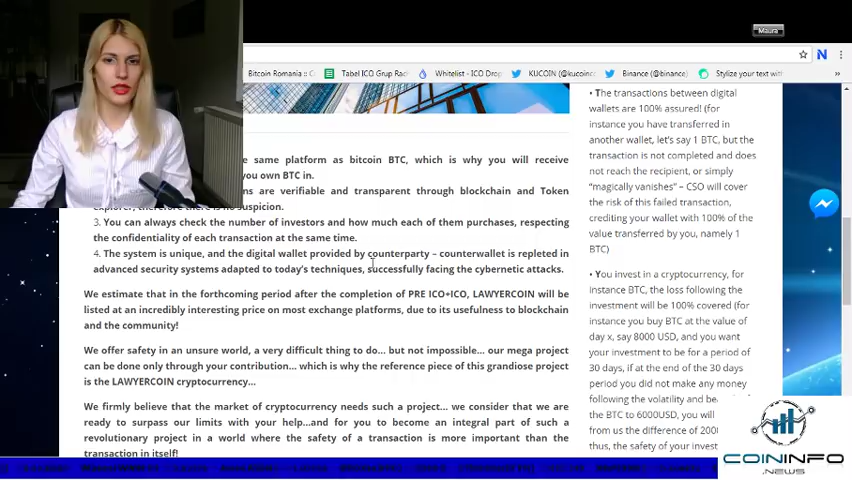 Maura
Bitcoin Romania :: C
Tabel ICO Grup Rac
Whitelist - ICO Drop
KUCOIN (@kucoinc
Binance (@binance)
Stylize your text wit
»
e same platform as bitcoin BTC, which is why you will receive
you own BTC in.
ns are verifiable and transparent through blockchain and Token
explorer, therefore there is no suspicion.
3. You can always check the number of investors and how much each of them purchases, respecting
the confidentiality of each transaction at the same time.
4. The system is unique, and the digital wallet provided by counterparty – counterwallet is repleted in
advanced security systems adapted to today's techniques, successfully facing the cybernetic attacks.
We estimate that in the forthcoming period after the completion of PRE ICO+ICO, LAWYERCOIN will be
listed at an incredibly interesting price on most exchange platforms, due to its usefulness to blockchain
and the community!
We offer safety in an unsure world, a very difficult thing to do... but not impossible... our mega project
can be done only through your contribution... which is why the reference piece of this grandiose project
is the LAWYERCOIN cryptocurrency...
We firmly believe that the market of cryptocurrency needs such a project... we consider that we are
ready to surpass our limits with your help...and for you to become an integral part of such a
revolutionary project in a world where the safety of a transaction is more important than the
transaction in itself!
The transactions between digital
wallets are 100% assured! (for
instance you have transferred in
another wallet, let's say 1 BTC, but the
transaction is not completed and does
not reach the recipient, or simply
"magically vanishes" – CSO will cover
the risk of this failed transaction,
crediting your wallet with 100% of the
value transferred by you, namely 1
BTC)
You invest in a cryptocurrency, for
instance BTC, the loss following the
investment will be 100% covered (for
instance you buy BTC at the value of
day x, say 8000 USD, and you want
your investment to be for a period of
30 days, if at the end of the 30 days
period you did not make any money
following the volatility and be
the BTC to 6000USD, you will
from us the difference of 200
thus, the safety of your invest
COININFO
.NEWS